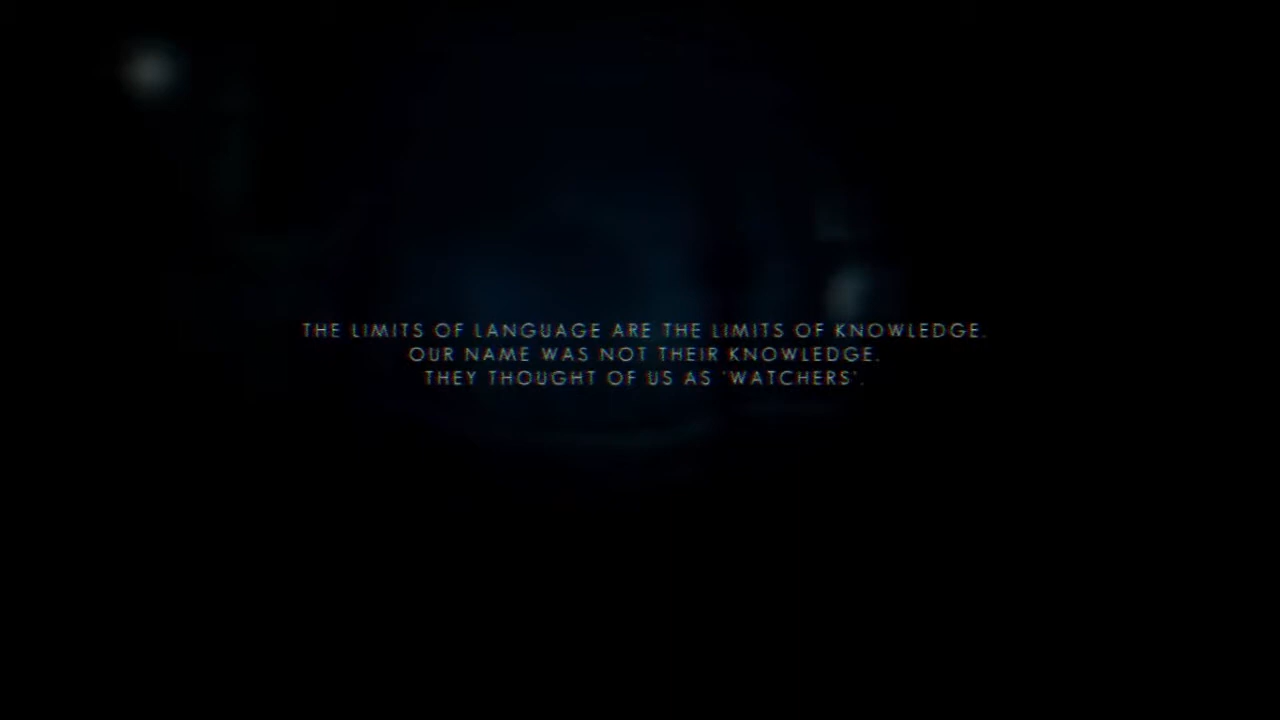 THE LIMITS OF LANGUAGE ARE THE LIMITS OF KNOWLEDGE.
OUR NAME WAS NOT THEIR KNOWLEDGE.
THEY THOUGHT OF US AS 'WATCHERS'.